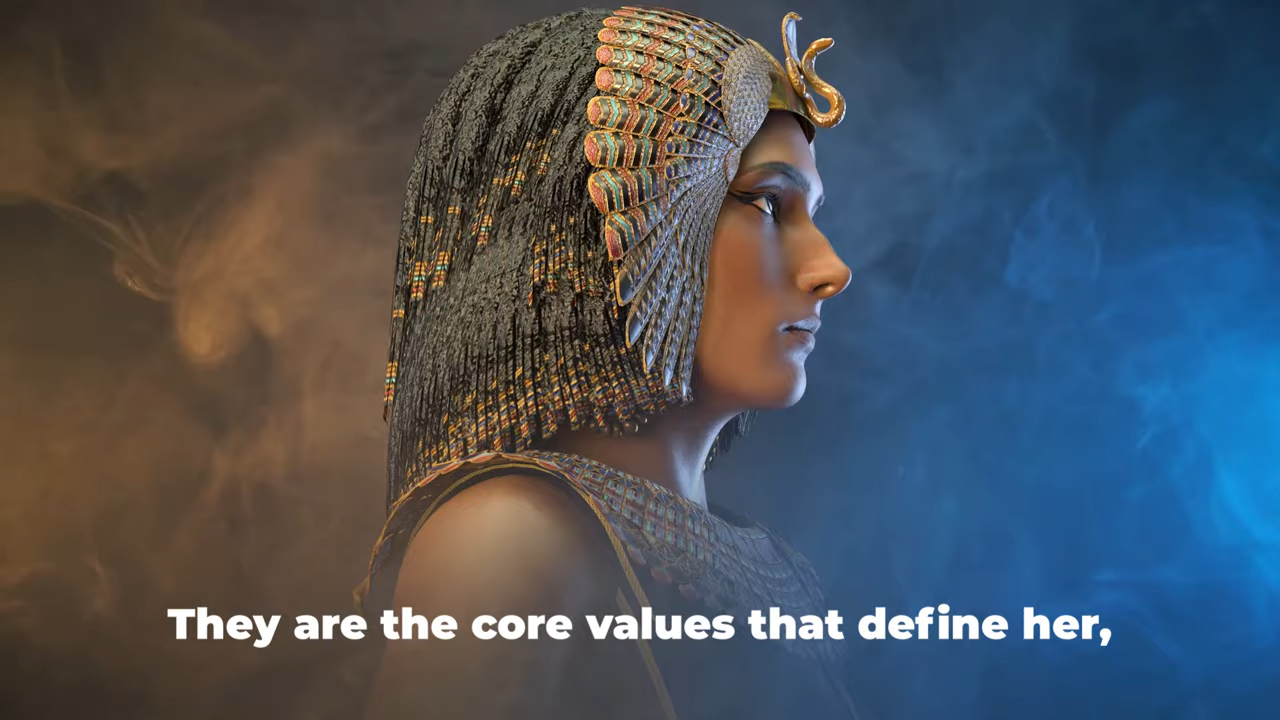 They are the core values that define her,